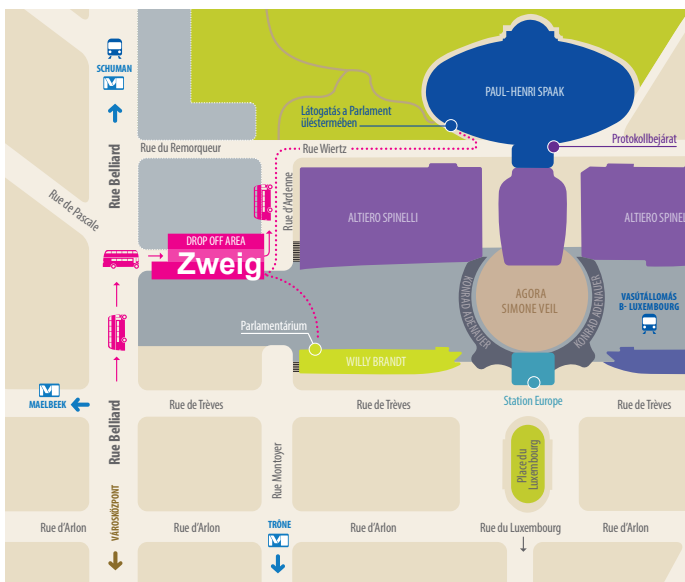 SCHUMAN
M
PAUL-HENRI SPAAK
Látogatás a Parlament
üléstermében
Protokollbejárat
Rue du Remorqueur
Rue Wiertz
Rue Belliard
Rue de Pascale
Rue d'Ardenne
ALTIERO SPINELLI
ALTIERO SPINEL
DROP OFF AREA
Zweig
KONRAD ADENAUER
AGORA
SIMONE VEIL
KONRAD ADENAUER
VASÚTÁLLOMÁS
B- LUXEMBOURG
Parlamentárium
WILLY BRANDT
M
MAELBEEK
Rue Belliard
Rue de Trèves
Rue de Trèves
Station Europe
Rue de Trèves
Rue Montoyer
Place du
Luxembourg
VÁROSKÖZPONT
Rue d'Arlon
Rue d'Arlon
TRÔNE
M
Rue d'Arlon
Rue du Luxembourg
Rue d'Arlon